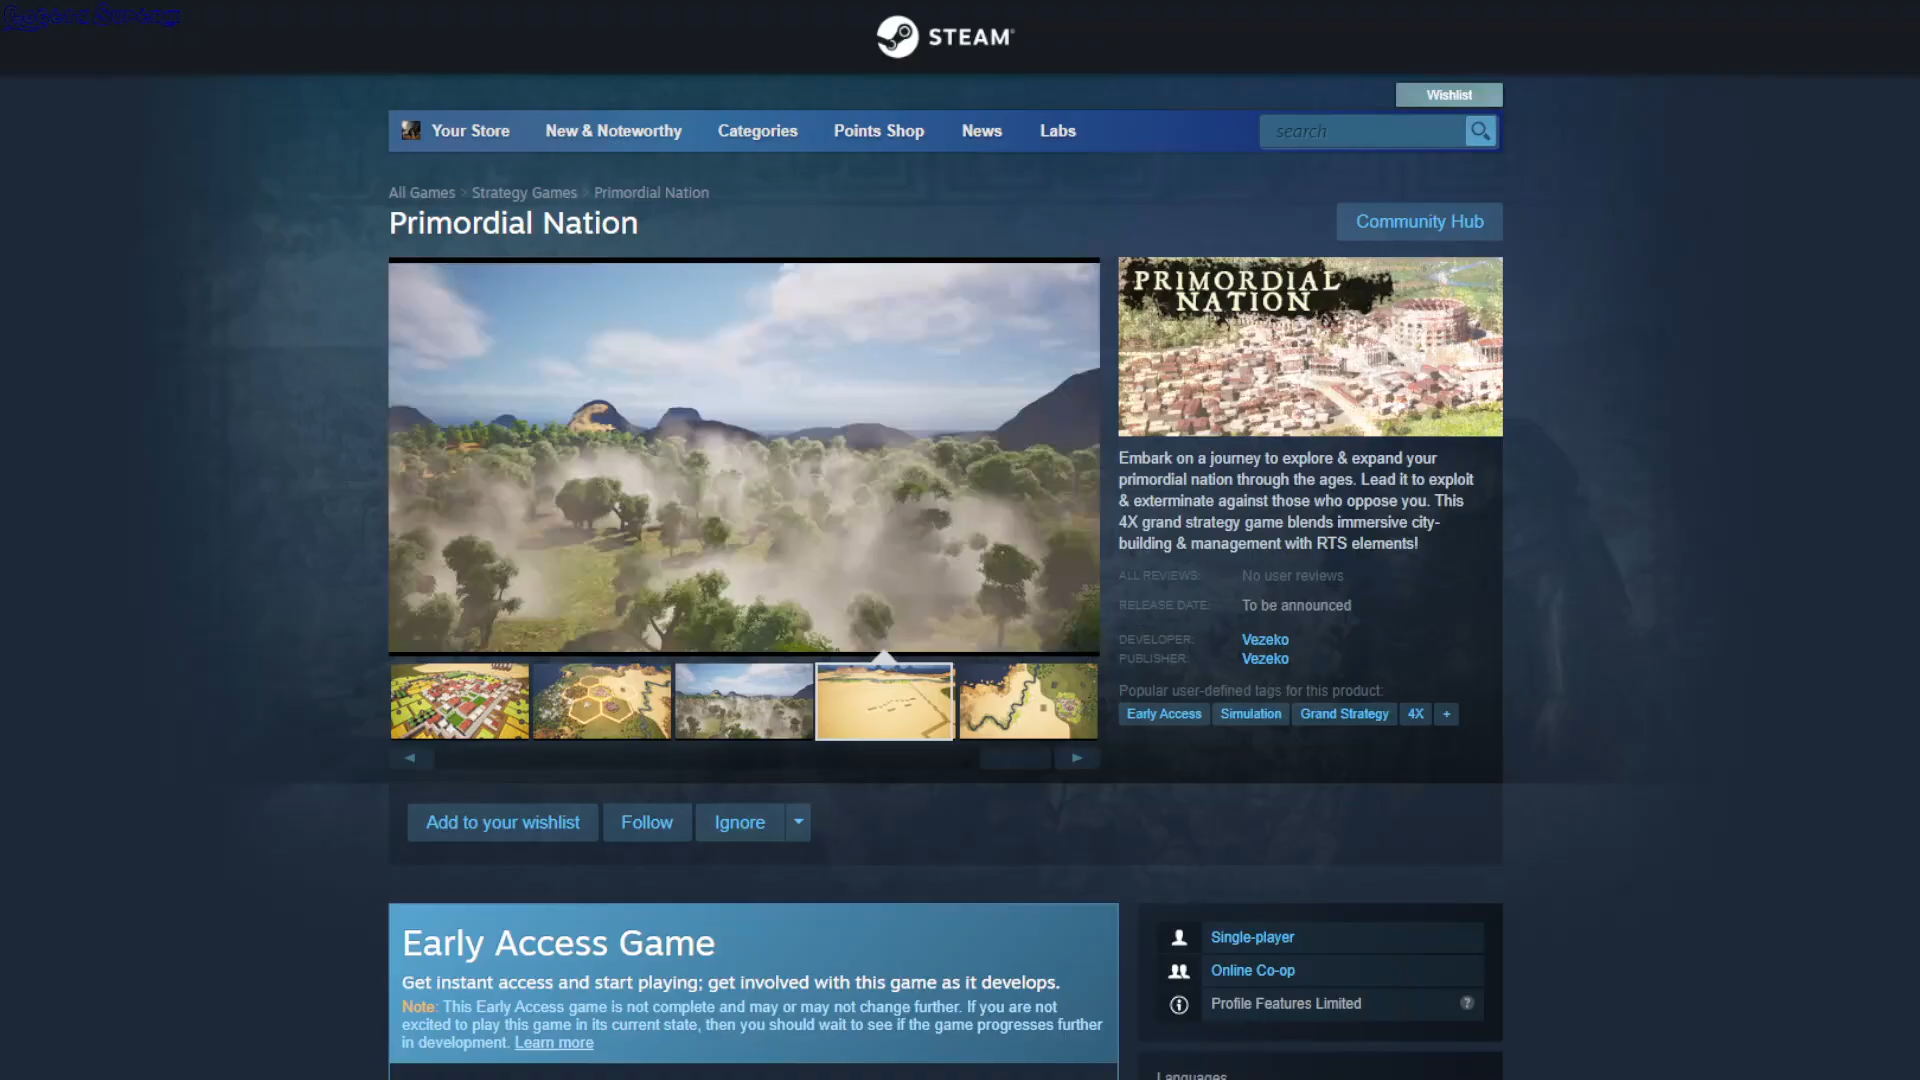 STEAM
Wishlist
Your Store New & Noteworthy Categories Points Shop News Labs search
All Games > Strategy Games > Primordial Nation
Primordial Nation
Community Hub
PRIMORDIAL
NATION
Embark on a journey to explore & expand your
primordial nation through the ages. Lead it to exploit
& exterminate against those who oppose you. This
4X grand strategy game blends immersive city-
building & management with RTS elements!
ALL REVIEWS: No user reviews
RELEASE DATE: To be announced
DEVELOPER: Vezeko
PUBLISHER: Vezeko
Popular user-defined tags for this product:
Early Access Simulation Grand Strategy 4X +
Add to your wishlist Follow Ignore
Early Access Game
Get instant access and start playing; get involved with this game as it develops.
Note: This Early Access game is not complete and may or may not change further. If you are not
excited to play this game in its current state, then you should wait to see if the game progresses further
in development. Learn more
Single-player
Online Co-op
Profile Features Limited ?
Languages